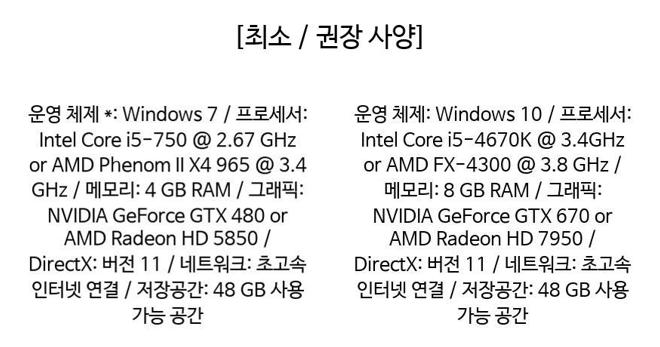 [최소 / 권장 사양]
운영 체제 *: Windows 7 / 프로세서:
Intel Core i5-750 @ 2.67 GHz
or AMD Phenom II X4 965 @ 3.4
GHz / 메모리: 4 GB RAM / 그래픽:
NVIDIA GeForce GTX 480 or
AMD Radeon HD 5850 /
DirectX: 버전 11 / 네트워크: 초고속
인터넷 연결 / 저장공간: 48 GB 사용
가능 공간
운영 체제: Windows 10 / 프로세서:
Intel Core i5-4670K @ 3.4GHz
or AMD FX-4300 @ 3.8 GHz /
메모리: 8 GB RAM / 그래픽:
NVIDIA GeForce GTX 670 or
AMD Radeon HD 7950 /
DirectX: 버전 11 / 네트워크: 초고속
인터넷 연결 / 저장공간: 48 GB 사용
가능 공간